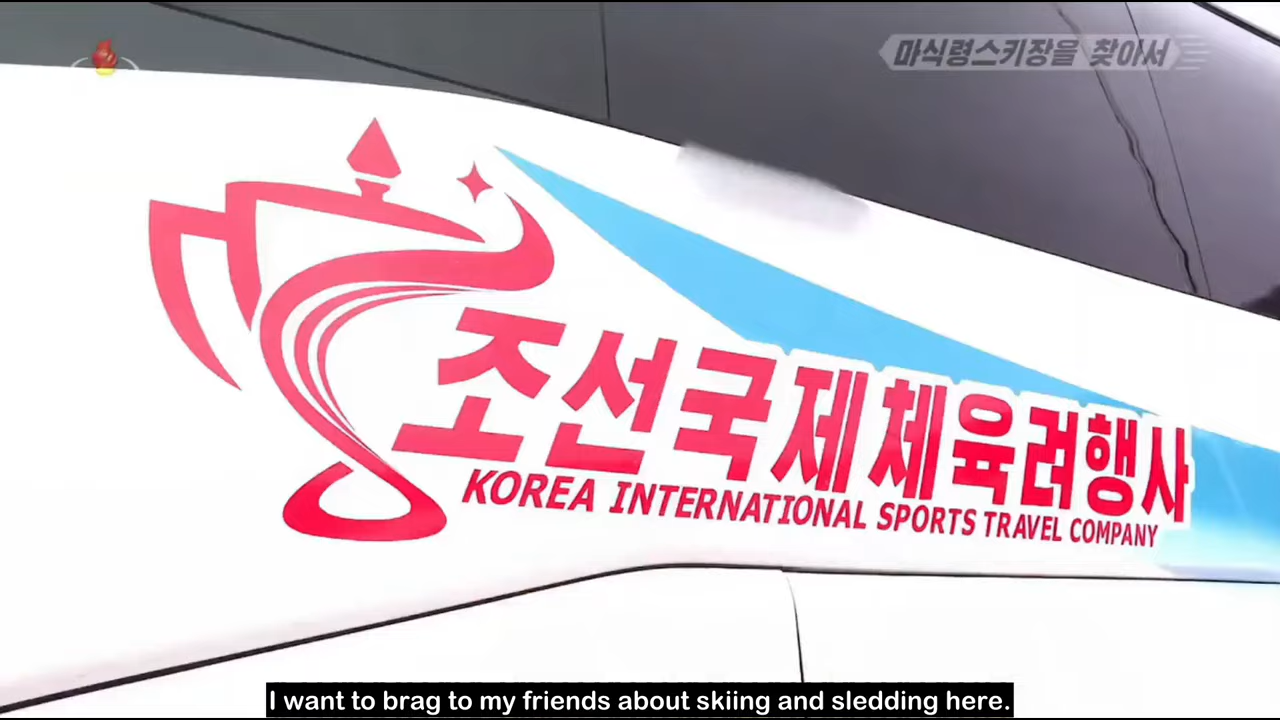 마식령스키장을 찾아서
조선국제체육려행사
KOREA INTERNATIONAL SPORTS TRAVEL COMPANY
I want to brag to my friends about skiing and sledding here.